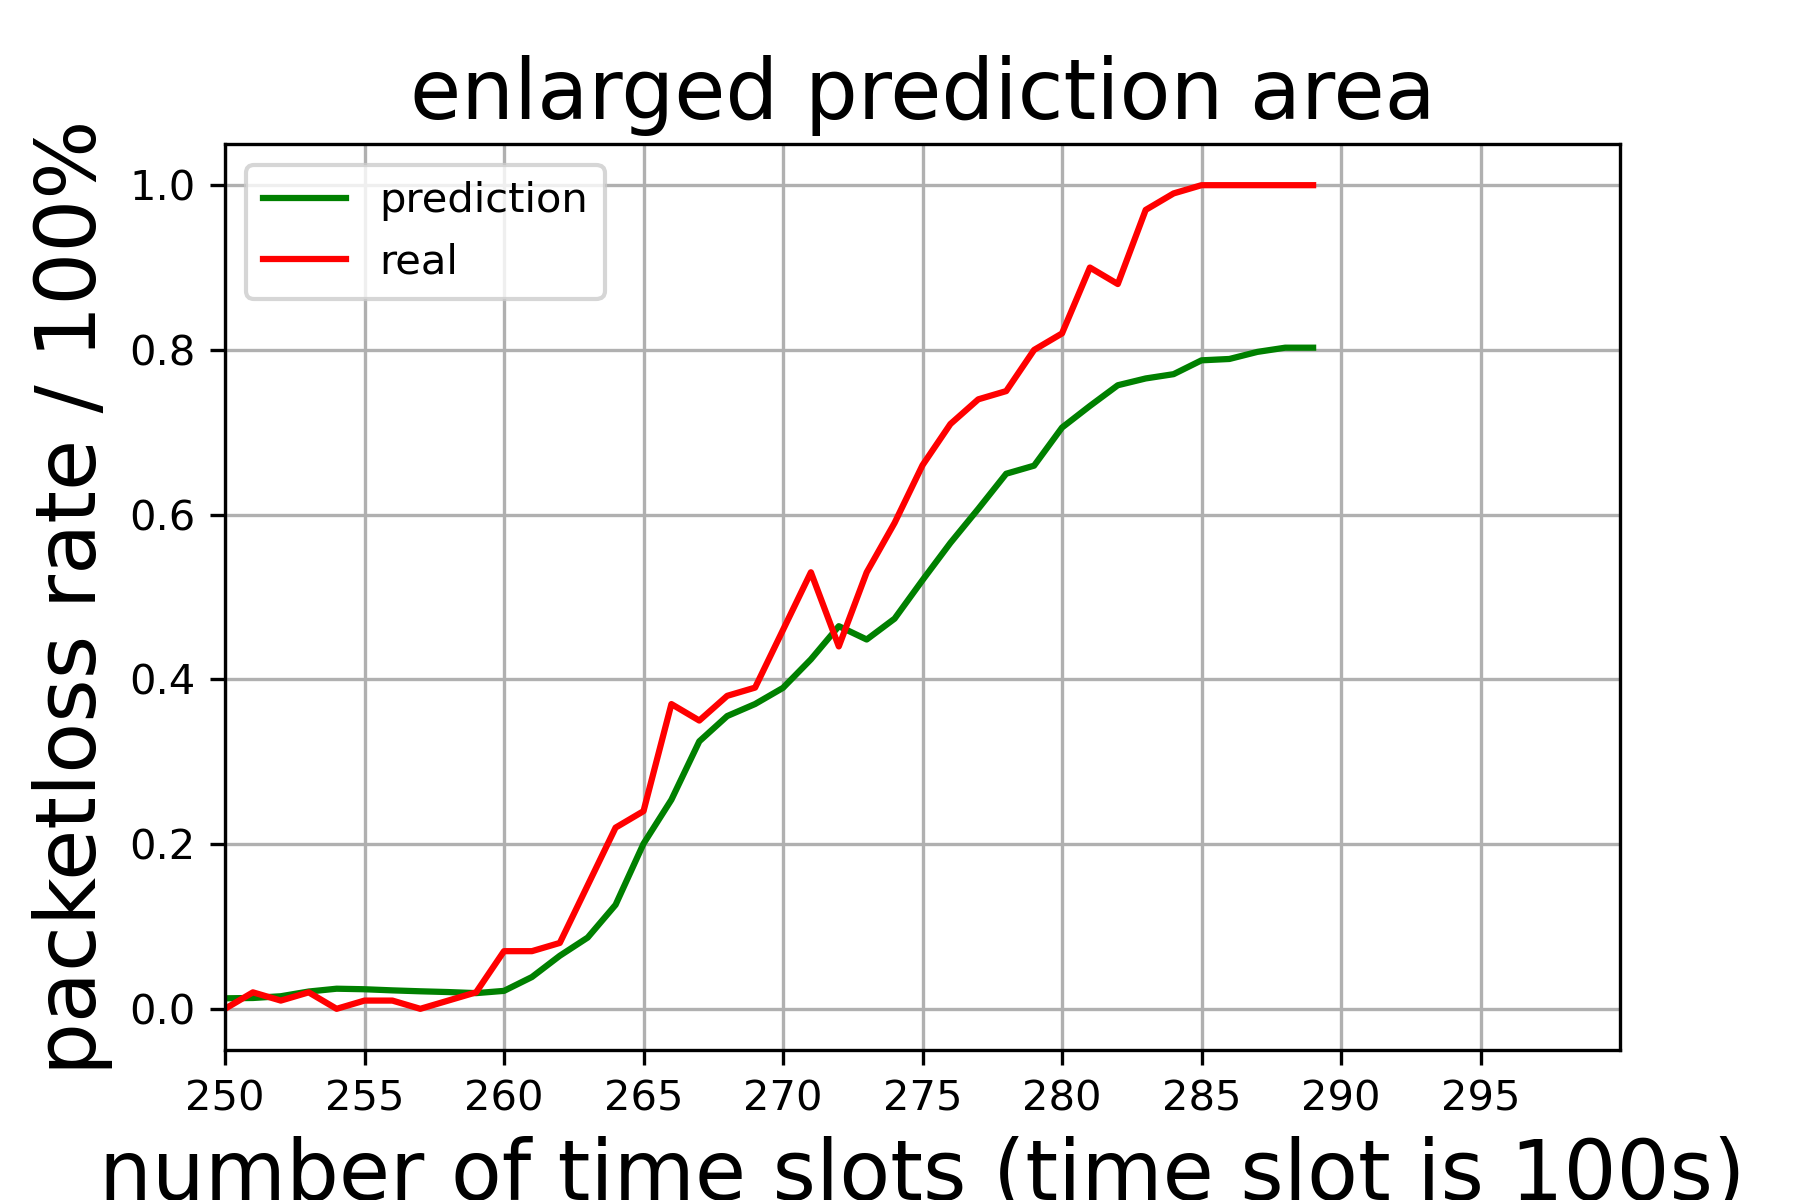 enlarged prediction area
packetloss rate / 100%
1.0
0.8
0.6
0.4
0.2
0.0
prediction
real
250 255 260 265 270 275 280 285 290 295
number of time slots (time slot is 100s)